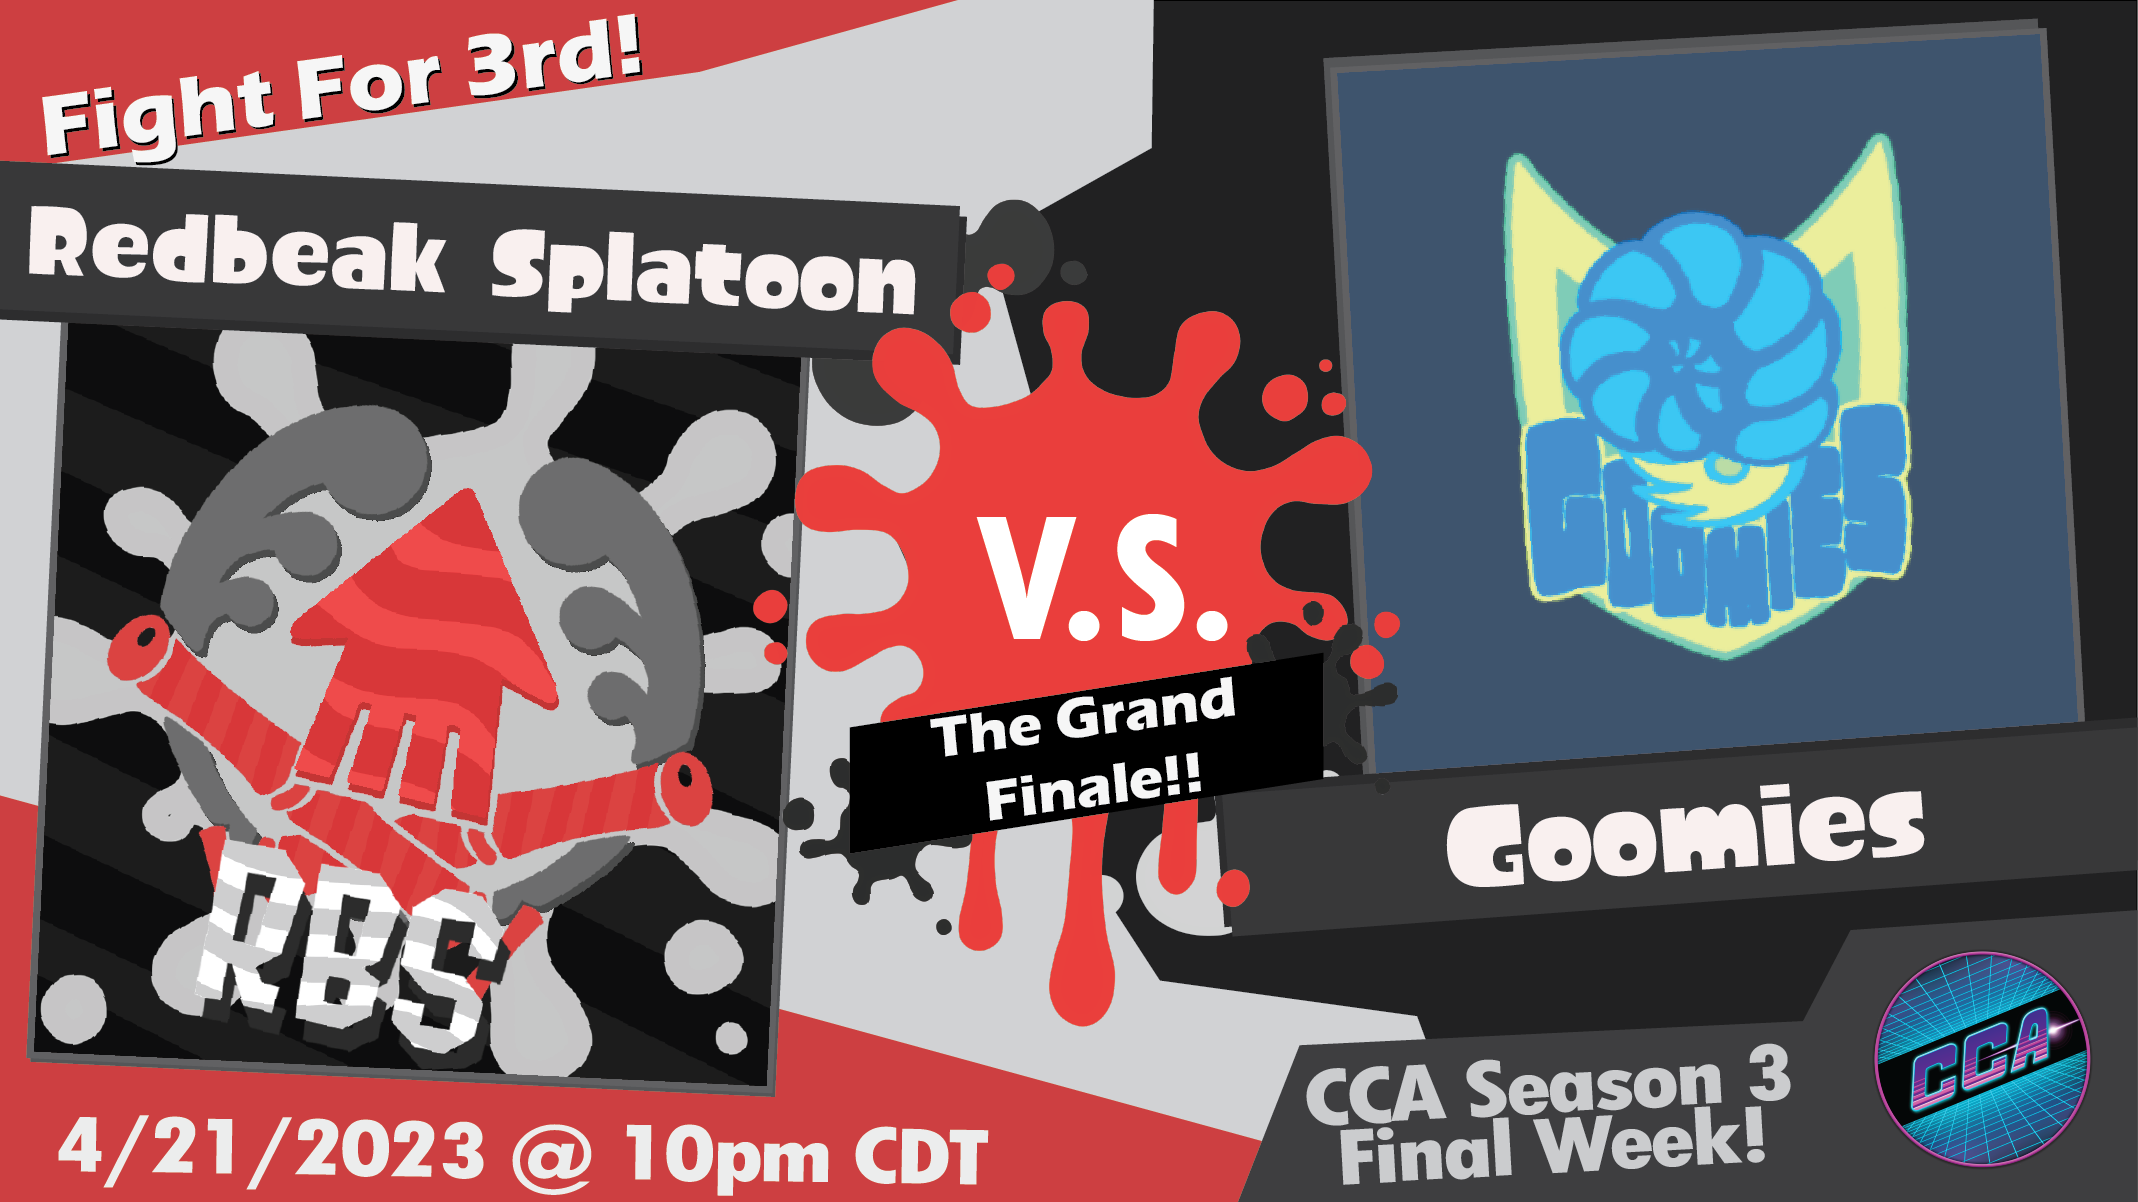 Fight For 3rd!
Redbeak Splatoon
RBS
V.S.
The Grand
Finale!!
GOOMIES
Goomies
4/21/2023 @ 10pm CDT
CCA Season 3
Final Week!
CCA